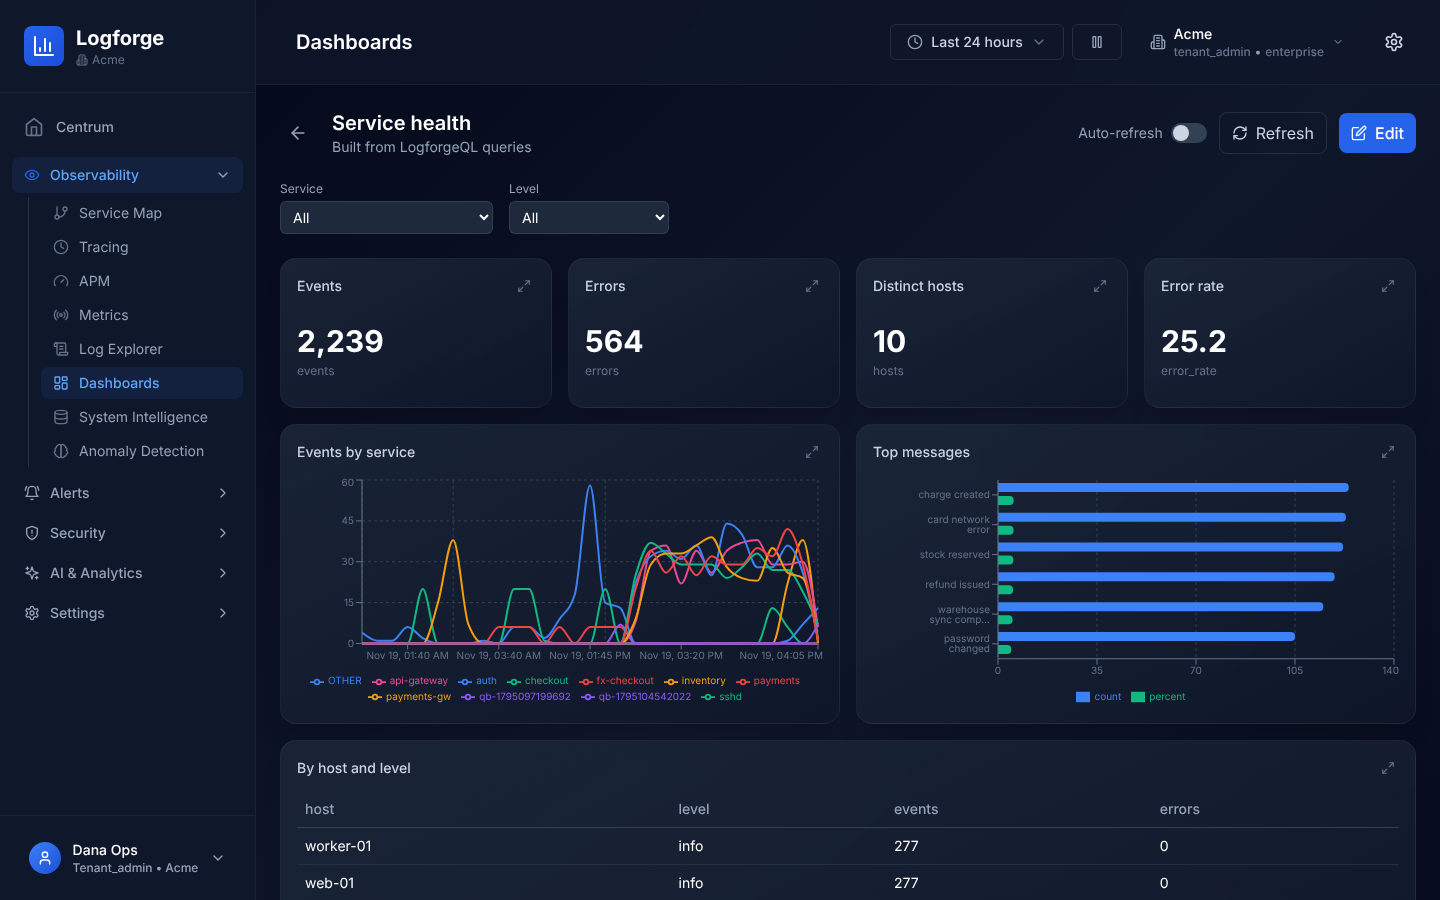 Logforge
Acme
Centrum
Observability
Service Map
Tracing
APM
Metrics
Log Explorer
Dashboards
System Intelligence
Anomaly Detection
Alerts
Security
AI & Analytics
Settings
Dana Ops
Tenant_admin • Acme
Dashboards
Last 24 hours
Acme
tenant_admin • enterprise
Service health
Built from LogforgeQL queries
Auto-refresh
Refresh
Edit
Service
Level
All
All
Events
2,239
events
Errors
564
errors
Distinct hosts
10
hosts
Error rate
25.2
error_rate
Events by service
60
45
30
15
0
Nov 19, 01:40 AM
Nov 19, 03:40 AM
Nov 19, 01:45 PM
Nov 19, 03:20 PM
Nov 19, 04:05 PM
OTHER
api-gateway
auth
checkout
fx-checkout
inventory
payments
payments-gw
qb-1795097199692
qb-1795104542022
sshd
Top messages
charge created
card network
error
stock reserved
refund issued
warehouse
sync comp...
password
changed
0
35
70
105
140
count
percent
By host and level
host level events errors
worker-01 info 277 0
web-01 info 277 0